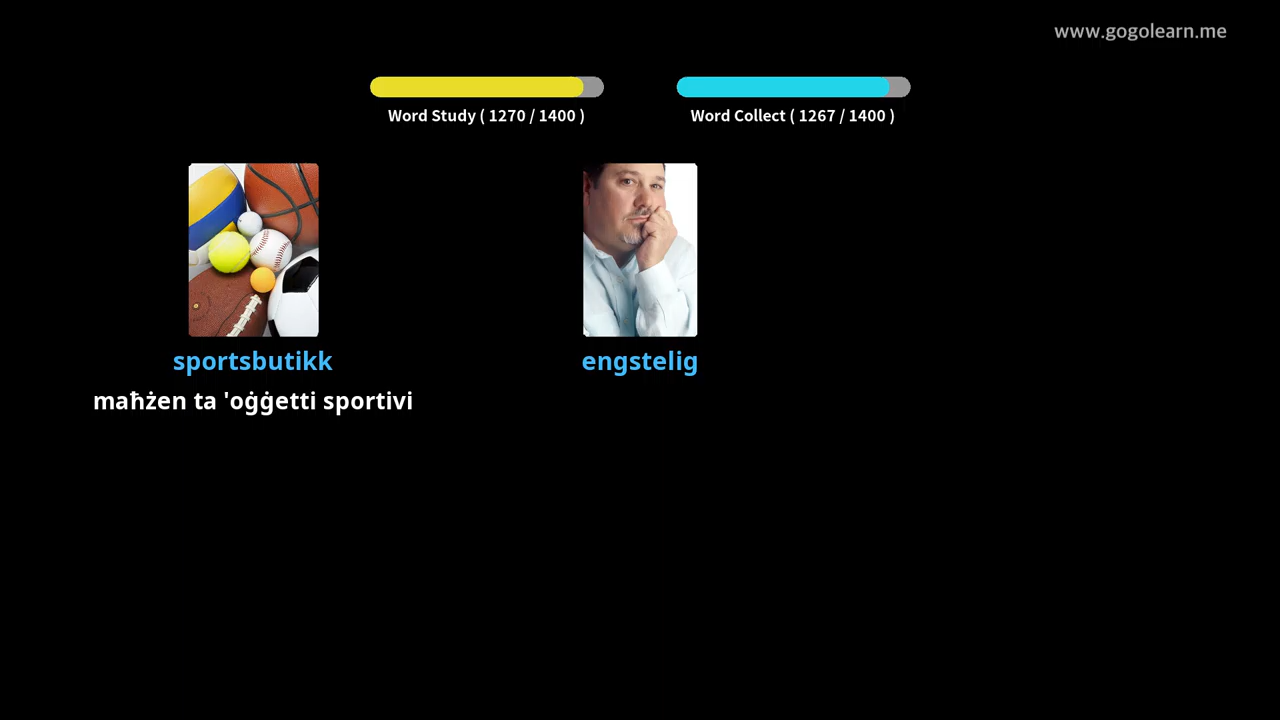 www.gogolearn.me
Word Study ( 1270 / 1400 )
Word Collect ( 1267 / 1400 )
sportsbutikk
engstelig
maħżen ta 'oġġetti sportivi